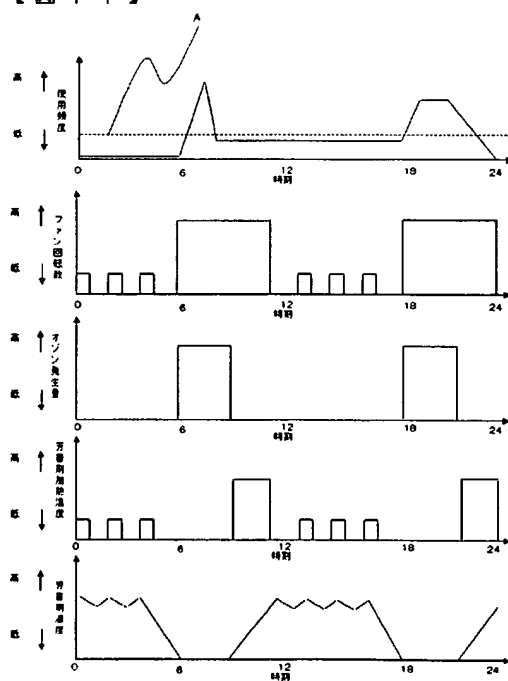 A
高
低
使用頻度
0 6 12 18 24
時刻
高
低
ファン回転数
0 6 12 18 24
時刻
高
低
オゾン発生量
0 6 12 18 24
時刻
高
低
芳香剤加熱温度
0 6 12 18 24
時刻
高
低
芳香剤濃度
0 6 12 18 24
時刻